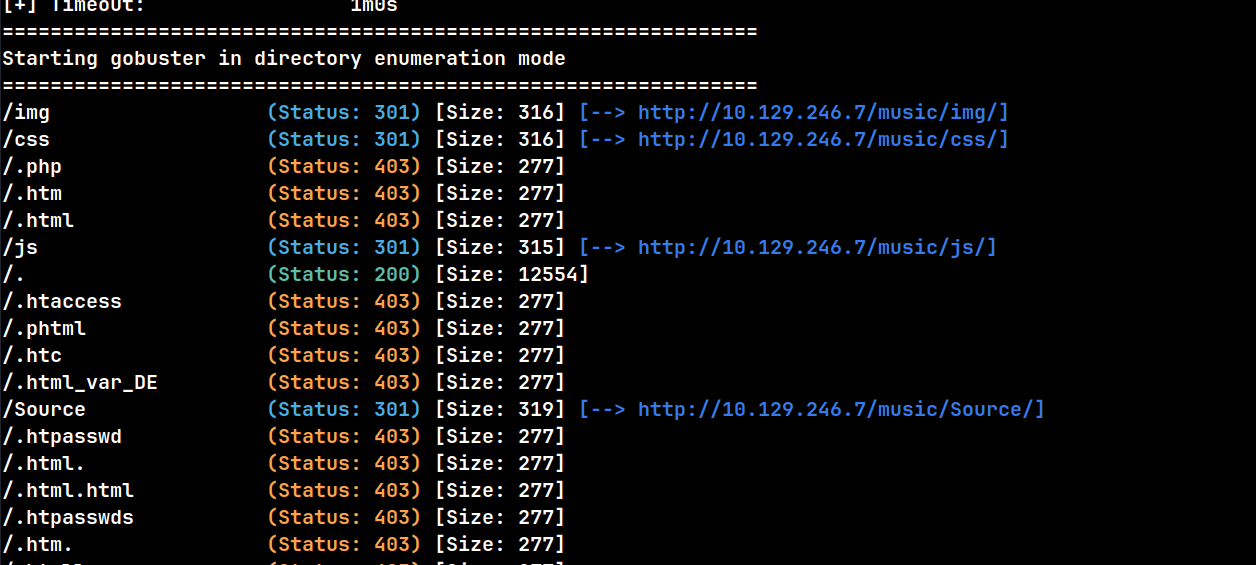 [+] Timeout:                 1m0s
===============================================================
Starting gobuster in directory enumeration mode
===============================================================
/img                  (Status: 301) [Size: 316] [--> http://10.129.246.7/music/img/]
/css                  (Status: 301) [Size: 316] [--> http://10.129.246.7/music/css/]
/.php                 (Status: 403) [Size: 277]
/.htm                 (Status: 403) [Size: 277]
/.html                (Status: 403) [Size: 277]
/js                   (Status: 301) [Size: 315] [--> http://10.129.246.7/music/js/]
/.                    (Status: 200) [Size: 12554]
/.htaccess            (Status: 403) [Size: 277]
/.phtml               (Status: 403) [Size: 277]
/.htc                 (Status: 403) [Size: 277]
/.html_var_DE         (Status: 403) [Size: 277]
/Source               (Status: 301) [Size: 319] [--> http://10.129.246.7/music/Source/]
/.htpasswd            (Status: 403) [Size: 277]
/.html.               (Status: 403) [Size: 277]
/.html.html           (Status: 403) [Size: 277]
/.htpasswds           (Status: 403) [Size: 277]
/.htm.                (Status: 403) [Size: 277]